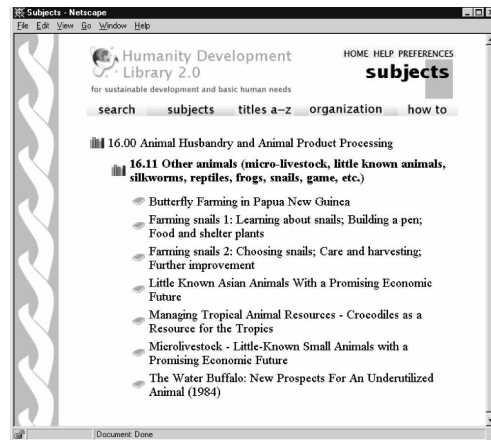 Subjects - Netscape
File Edit View Go Window Help
Humanity Development
Library 2.0
for sustainable development and basic human needs
HOME HELP PREFERENCES
subjects
search subjects titles a–z organization how to
16.00 Animal Husbandry and Animal Product Processing
16.11 Other animals (micro-livestock, little known animals,
silkworms, reptiles, frogs, snails, game, etc.)
Butterfly Farming in Papua New Guinea
Farming snails 1: Learning about snails; Building a pen;
Food and shelter plants
Farming snails 2: Choosing snails; Care and harvesting;
Further improvement
Little Known Asian Animals With a Promising Economic
Future
Managing Tropical Animal Resources - Crocodiles as a
Resource for the Tropics
Microlivestock - Little-Known Small Animals with a
Promising Economic Future
The Water Buffalo: New Prospects For An Underutilized
Animal (1984)
Document: Done